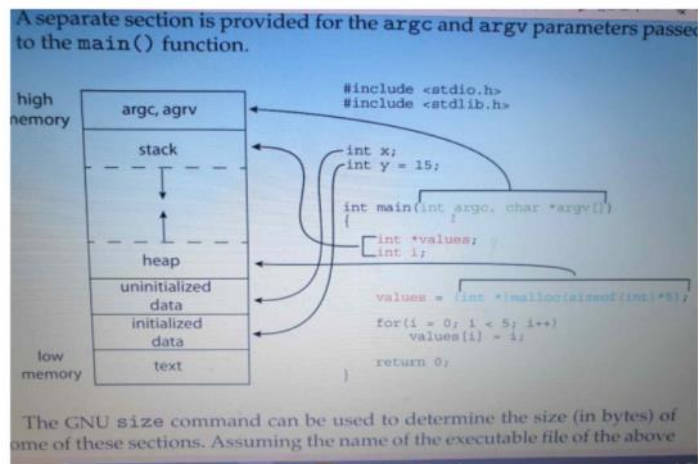 A separate section is provided for the argc and argv parameters passed
to the main() function.
high
memory
argc, agrv
stack
heap
uninitialized
data
initialized
data
text
low
memory
#include <stdio.h>
#include <stdlib.h>
int x;
int y = 15;
int main(int argc, char *argv[])
{
int *values;
int i;
values = (int *)malloc(sizeof(int)*5);
for(i = 0; i < 5; i++)
values[i] = i;
return 0;
}
The GNU size command can be used to determine the size (in bytes) of
ome of these sections. Assuming the name of the executable file of the above